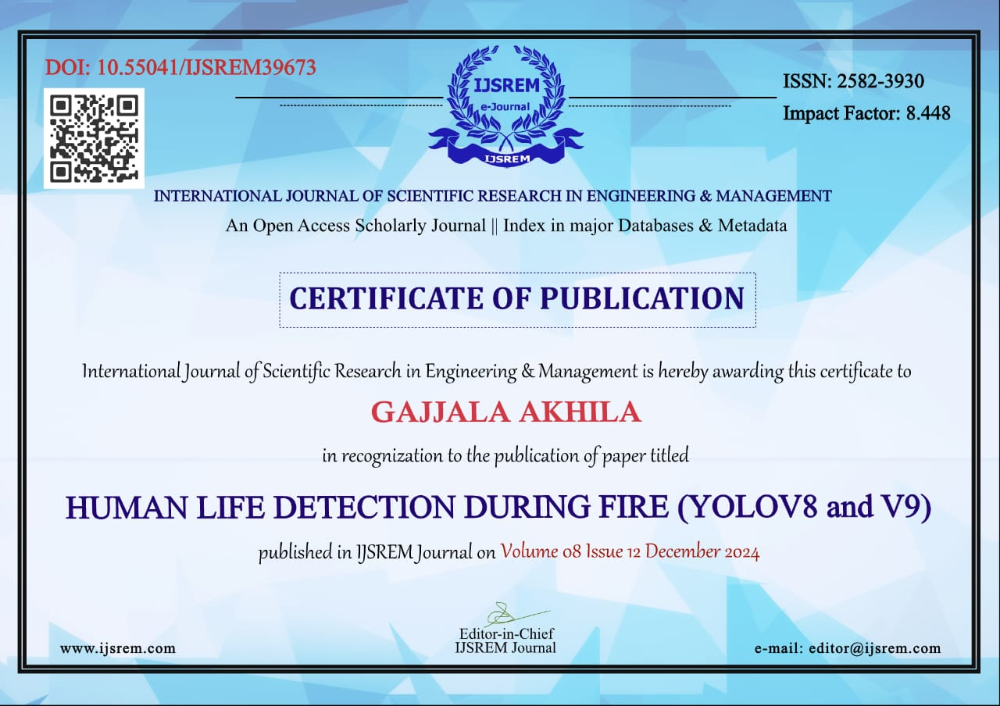 DOI: 10.55041/IJSREM39673
IJSREM
e-Journal
IJSREM
ISSN: 2582-3930
Impact Factor: 8.448
INTERNATIONAL JOURNAL OF SCIENTIFIC RESEARCH IN ENGINEERING & MANAGEMENT
An Open Access Scholarly Journal || Index in major Databases & Metadata
CERTIFICATE OF PUBLICATION
International Journal of Scientific Research in Engineering & Management is hereby awarding this certificate to
GAJJALA AKHILA
in recognization to the publication of paper titled
HUMAN LIFE DETECTION DURING FIRE (YOLOV8 and V9)
published in IJSREM Journal on Volume 08 Issue 12 December 2024
www.ijsrem.com
Editor-in-Chief
IJSREM Journal
e-mail: editor@ijsrem.com